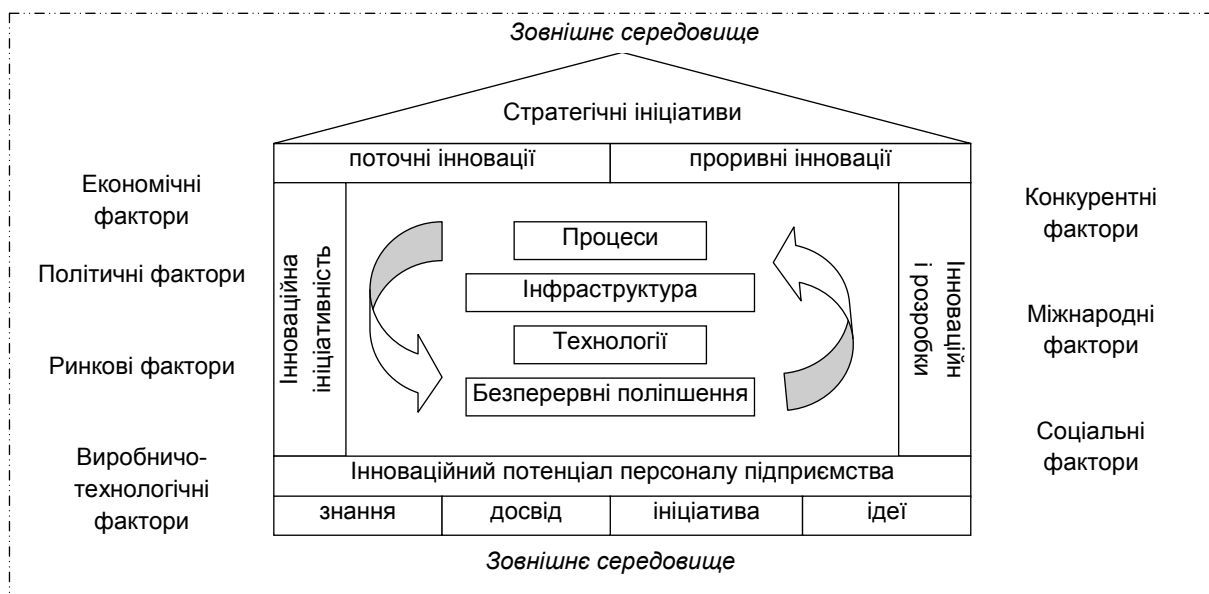 Зовнішнє середовище
Стратегічні ініціативи
поточні інновації
проривні інновації
Економічні
фактори
Політичні фактори
Ринкові фактори
Виробничо-
технологічні
фактори
Інноваційна
ініціативність
Процеси
Інфраструктура
Технології
Безперервні поліпшення
Інноваційн
і розробки
Конкурентні
фактори
Міжнародні
фактори
Соціальні
фактори
Інноваційний потенціал персоналу підприємства
знання
досвід
ініціатива
ідеї
Зовнішнє середовище